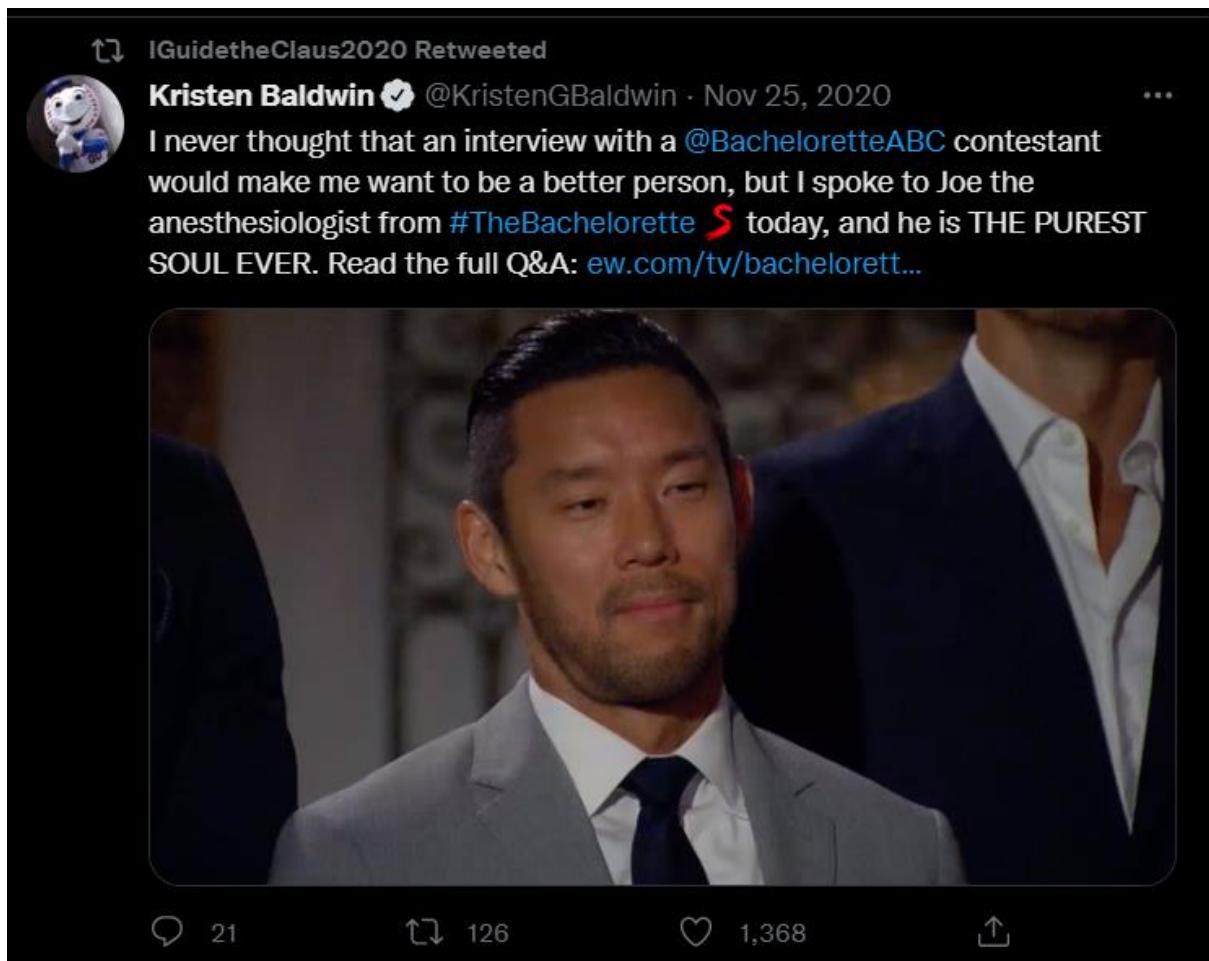 IGuidetheClaus2020 Retweeted
Kristen Baldwin @KristenGBaldwin · Nov 25, 2020
I never thought that an interview with a @BacheloretteABC contestant
would make me want to be a better person, but I spoke to Joe the
anesthesiologist from #TheBachelorette today, and he is THE PUREST
SOUL EVER. Read the full Q&A: ew.com/tv/bachelorett...
21 126 1,368